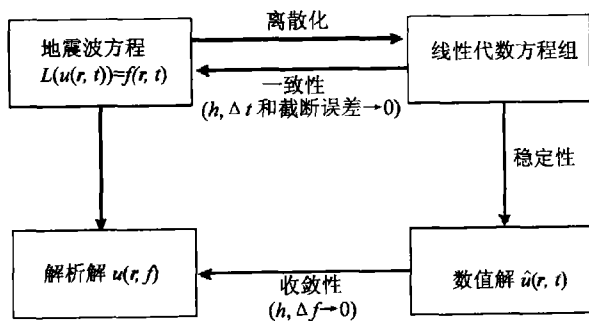 离散化
地震波方程
L(u(r, t))=f(r, t)
线性代数方程组
一致性
(h, Δt和截断误差→0)
稳定性
解析解 u(r, f)
收敛性
(h, Δf→0)
数值解 û(r, t)